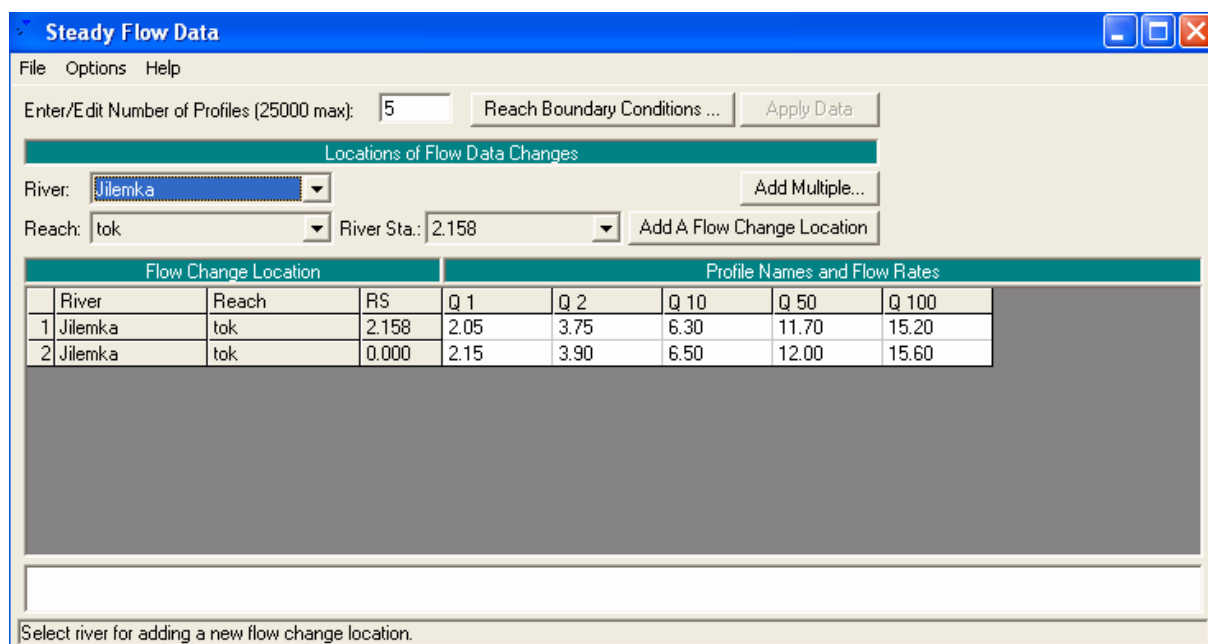 Steady Flow Data
File Options Help
Enter/Edit Number of Profiles (25000 max): 5 Reach Boundary Conditions ... Apply Data
Locations of Flow Data Changes
River: Jilemka Add Multiple...
Reach: tok River Sta.: 2.158 Add A Flow Change Location
Flow Change Location Profile Names and Flow Rates
River Reach RS Q 1 Q 2 Q 10 Q 50 Q 100
1 Jilemka tok 2.158 2.05 3.75 6.30 11.70 15.20
2 Jilemka tok 0.000 2.15 3.90 6.50 12.00 15.60
Select river for adding a new flow change location.